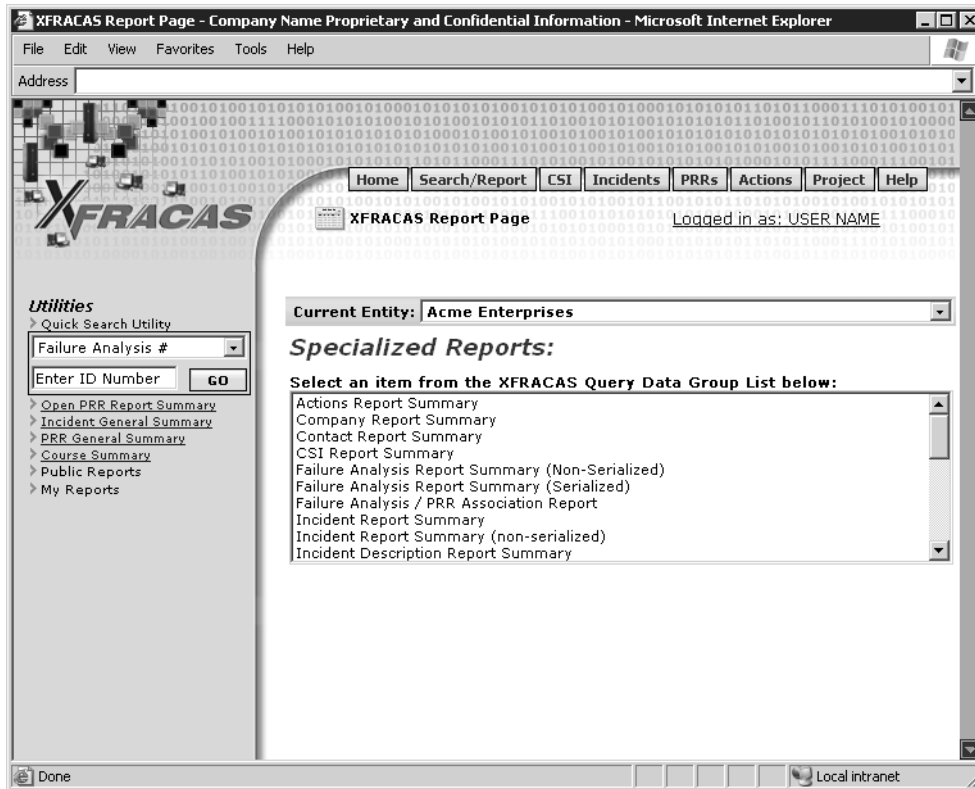 XFRACAS Report Page - Company Name Proprietary and Confidential Information - Microsoft Internet Explorer
File Edit View Favorites Tools Help
Address
Home Search/Report CSI Incidents PRRs Actions Project Help
XFRACAS
XFRACAS Report Page Logged in as: USER NAME
Utilities
Quick Search Utility
Failure Analysis #
Enter ID Number GO
Open PRR Report Summary
Incident General Summary
PRR General Summary
Course Summary
Public Reports
My Reports
Current Entity: Acme Enterprises
Specialized Reports:
Select an item from the XFRACAS Query Data Group List below:
Actions Report Summary
Company Report Summary
Contact Report Summary
CSI Report Summary
Failure Analysis Report Summary (Non-Serialized)
Failure Analysis Report Summary (Serialized)
Failure Analysis / PRR Association Report
Incident Report Summary
Incident Report Summary (non-serialized)
Incident Description Report Summary
Done Local intranet